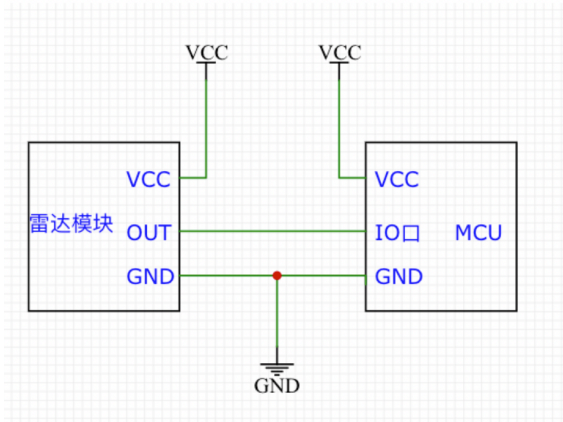 VCC
VCC
VCC
VCC
雷达模块
OUT
IO口
MCU
GND
GND
GND